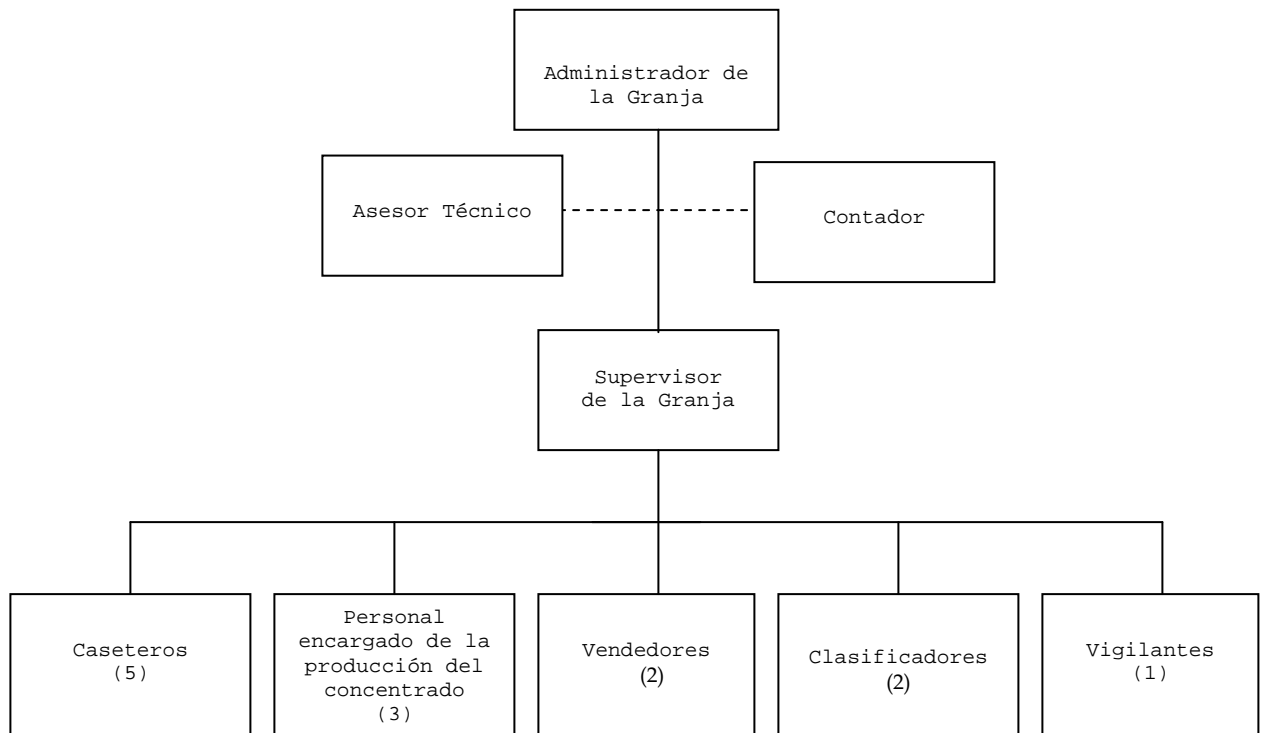 Administrador de
la Granja
Asesor Técnico
Contador
Supervisor
de la Granja
Caseteros
(5)
Personal
encargado de la
producción del
concentrado
(3)
Vendedores
(2)
Clasificadores
(2)
Vigilantes
(1)